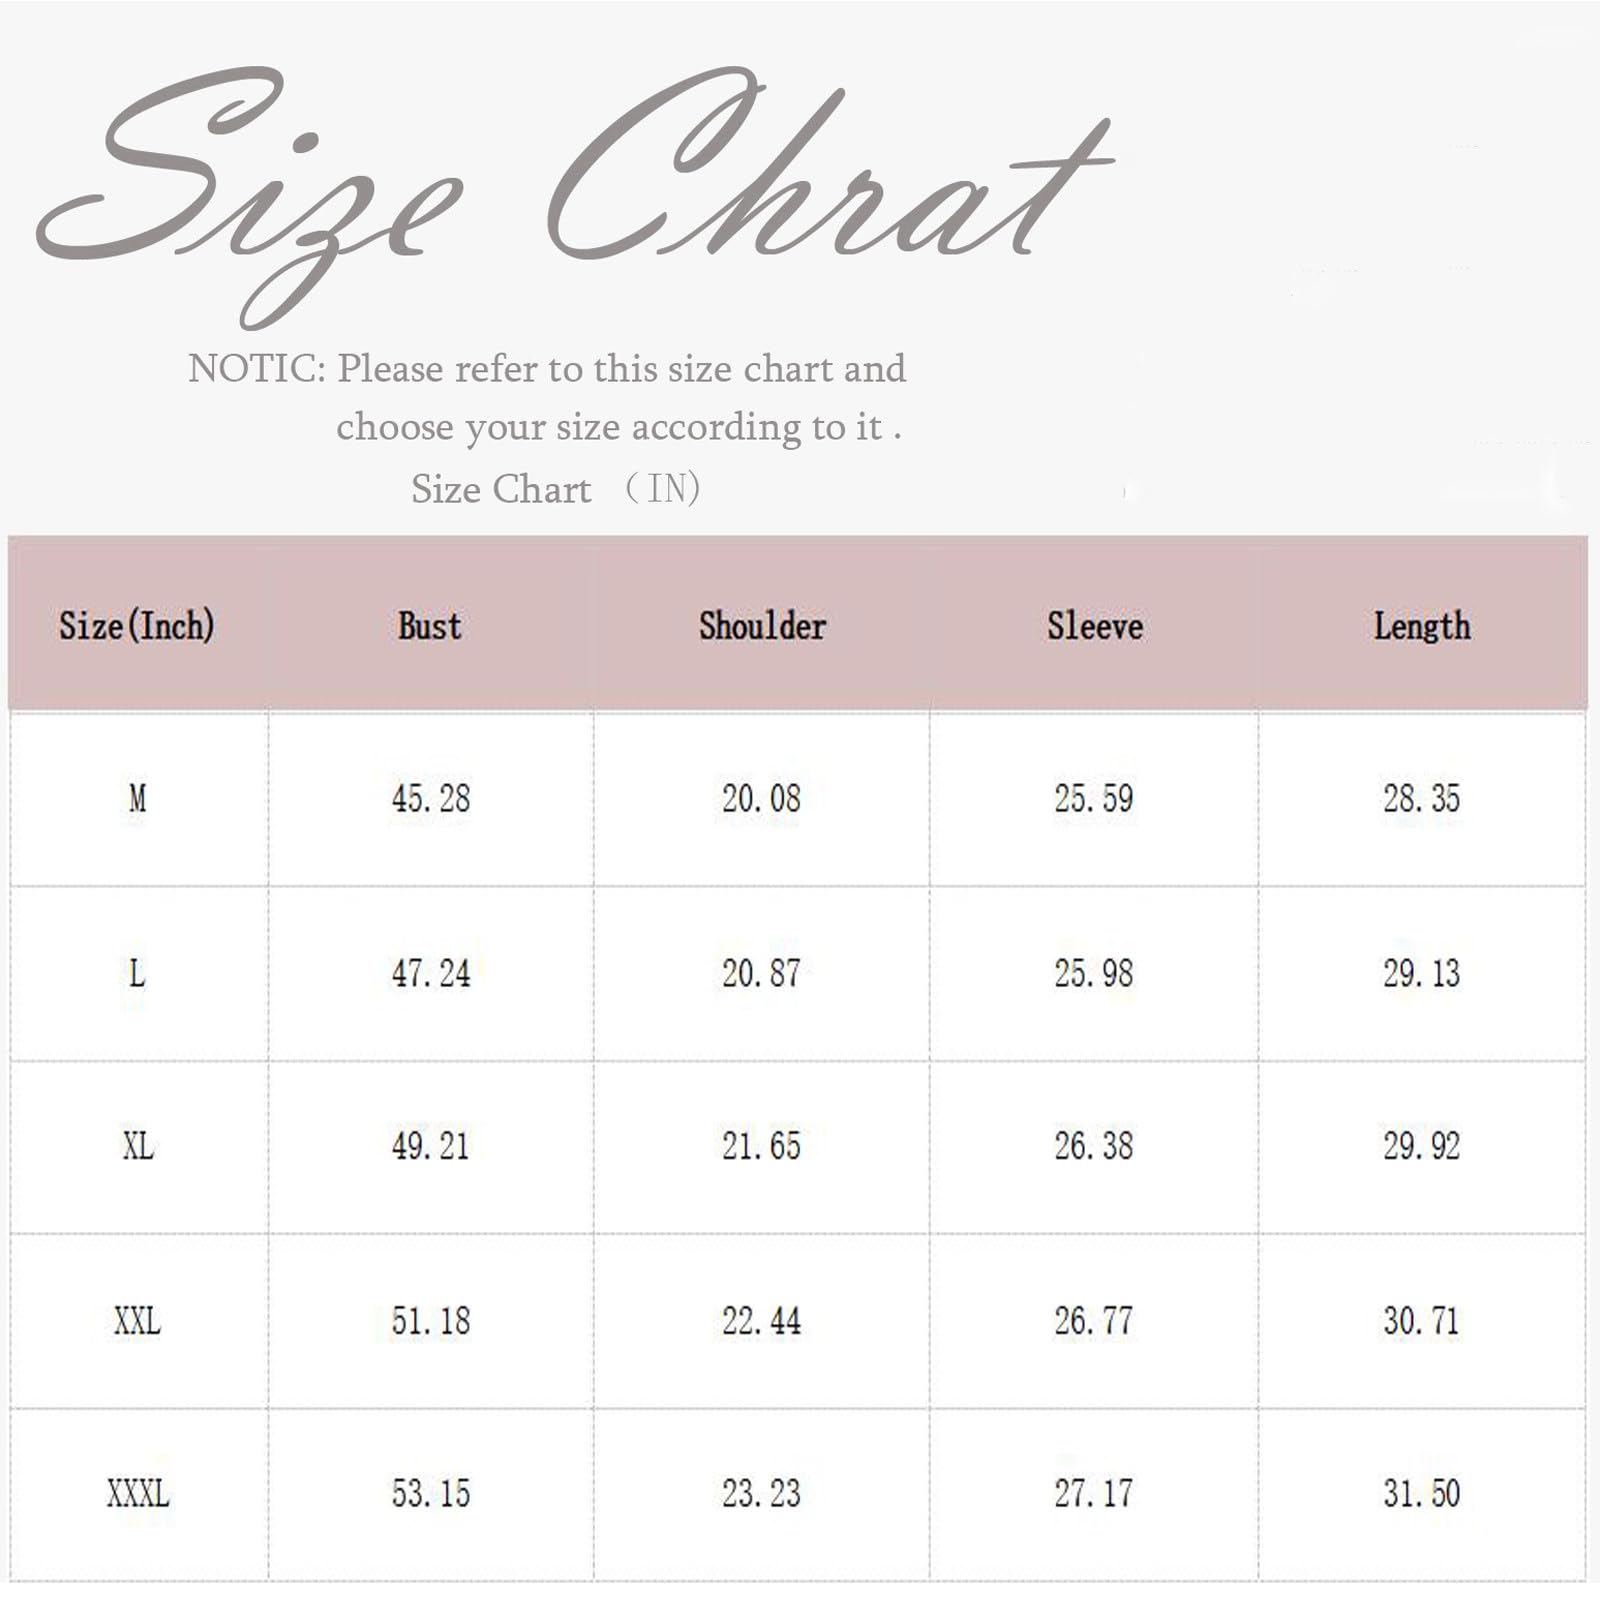 Size Chrat
NOTIC: Please refer to this size chart and
choose your size according to it .
Size Chart （IN)
Size(Inch) Bust Shoulder Sleeve Length
M 45.28 20.08 25.59 28.35
L 47.24 20.87 25.98 29.13
XL 49.21 21.65 26.38 29.92
XXL 51.18 22.44 26.77 30.71
XXXL 53.15 23.23 27.17 31.50